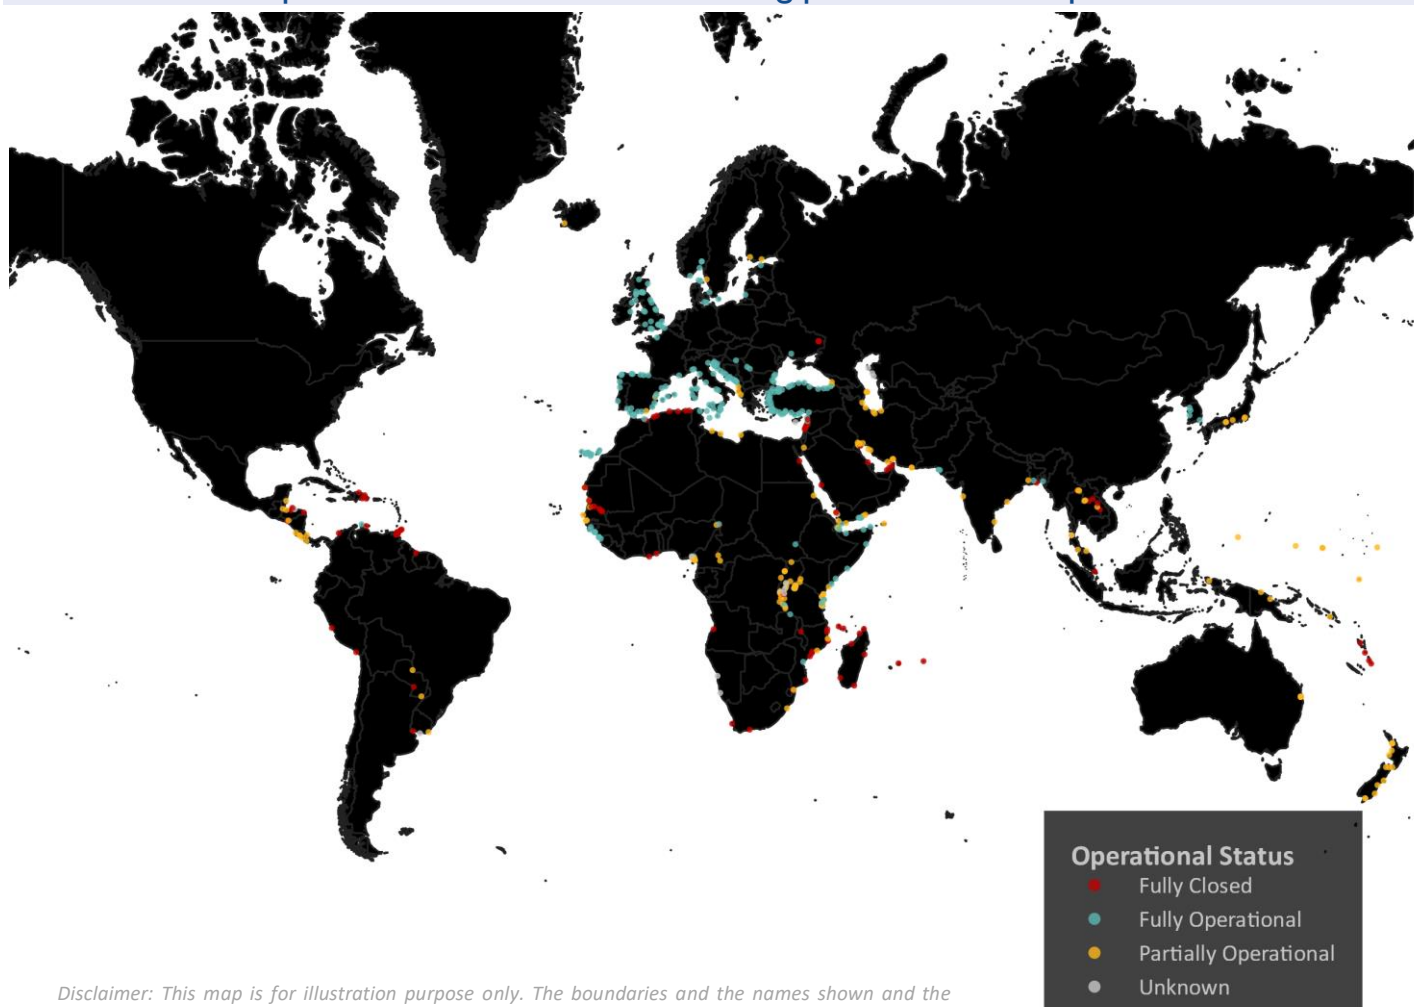 Operational Status
Fully Closed
Fully Operational
Partially Operational
Unknown
Disclaimer: This map is for illustration purpose only. The boundaries and the names shown and the